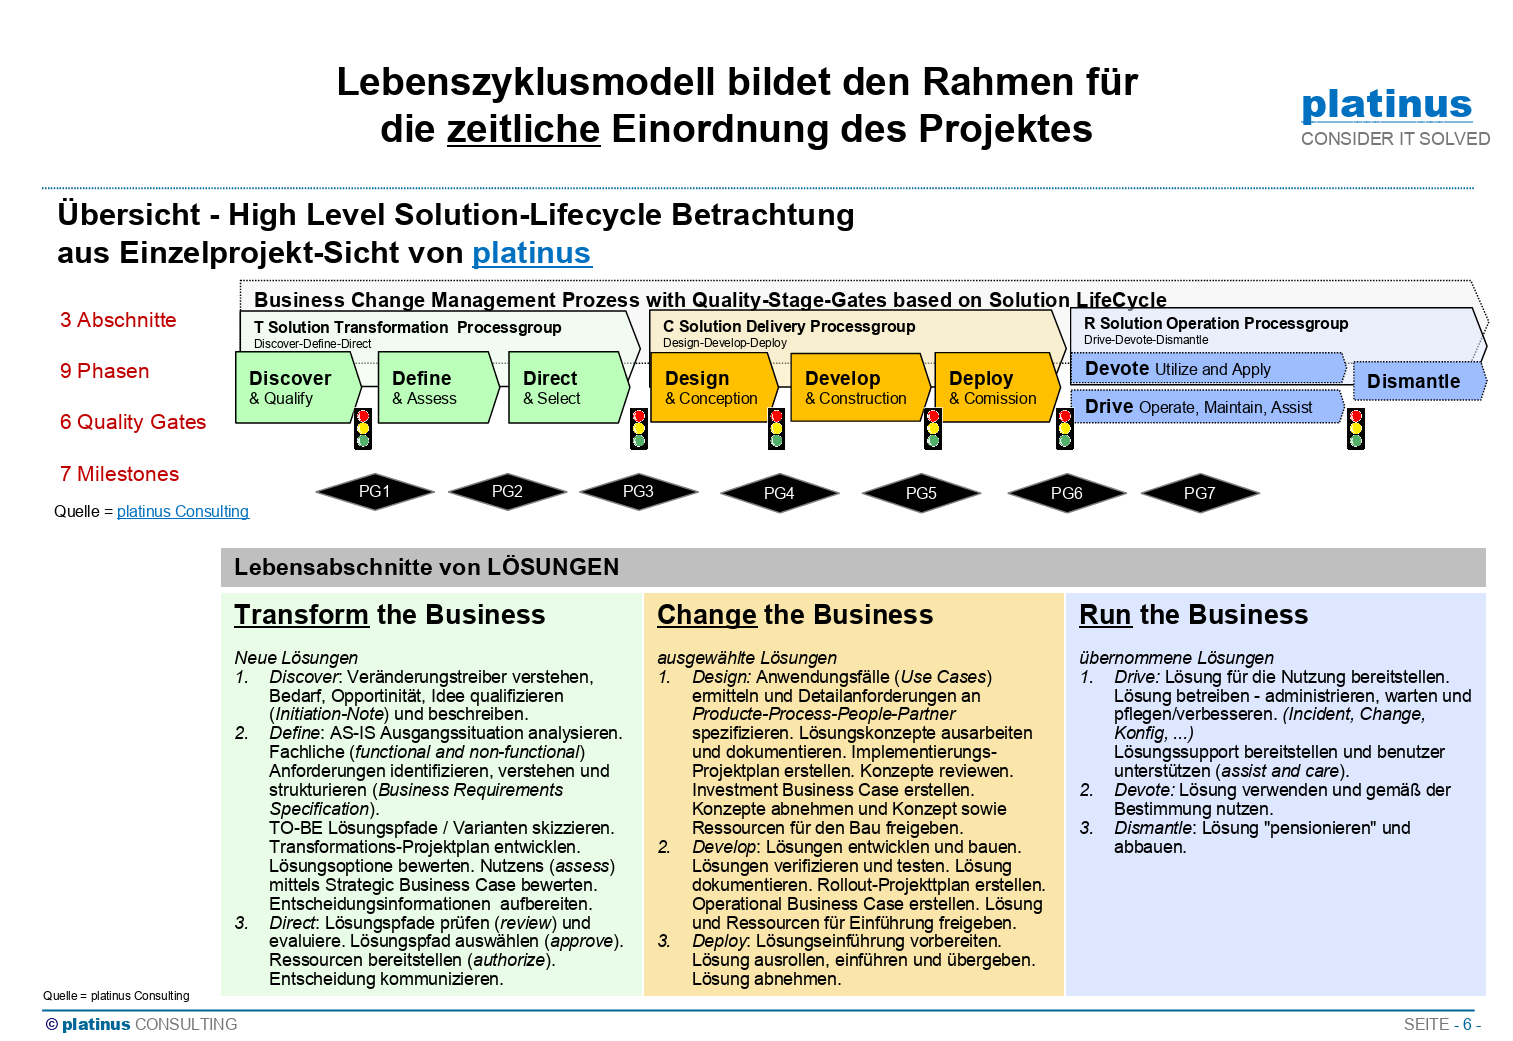 Lebenszyklusmodell bildet den Rahmen für
die zeitliche Einordnung des Projektes
platinus
CONSIDER IT SOLVED
Übersicht - High Level Solution-Lifecycle Betrachtung
aus Einzelprojekt-Sicht von platinus
3 Abschnitte
9 Phasen
6 Quality Gates
7 Milestones
Quelle = platinus Consulting
Business Change Management Prozess with Quality-Stage-Gates based on Solution LifeCycle
T Solution Transformation Processgroup
Discover-Define-Direct
C Solution Delivery Processgroup
Design-Develop-Deploy
R Solution Operation Processgroup
Drive-Devote-Dismantle
Discover
& Qualify
Define
& Assess
Direct
& Select
Design
& Conception
Develop
& Construction
Deploy
& Comission
Devote Utilize and Apply
Drive Operate, Maintain, Assist
Dismantle
PG1
PG2
PG3
PG4
PG5
PG6
PG7
Lebensabschnitte von LÖSUNGEN
Transform the Business
Neue Lösungen
1. Discover: Veränderungstreiber verstehen,
Bedarf, Opportinität, Idee qualifizieren
(Initiation-Note) und beschreiben.
2. Define: AS-IS Ausgangssituation analysieren.
Fachliche (functional and non-functional)
Anforderungen identifizieren, verstehen und
strukturieren (Business Requirements
Specification).
TO-BE Lösungspfade / Varianten skizzieren.
Transformations-Projektplan entwicklen.
Lösungsoptione bewerten. Nutzens (assess)
mittels Strategic Business Case bewerten.
Entscheidungsinformationen aufbereiten.
3. Direct: Lösungspfade prüfen (review) und
evaluiere. Lösungspfad auswählen (approve).
Ressourcen bereitstellen (authorize).
Entscheidung kommunizieren.
Change the Business
ausgewählte Lösungen
1. Design: Anwendungsfälle (Use Cases)
ermitteln und Detailanforderungen an
Producte-Process-People-Partner
spezifizieren. Lösungskonzepte ausarbeiten
und dokumentieren. Implementierungs-
Projektplan erstellen. Konzepte reviewen.
Investment Business Case erstellen.
Konzepte abnehmen und Konzept sowie
Ressourcen für den Bau freigeben.
2. Develop: Lösungen entwicklen und bauen.
Lösungen verifizieren und testen. Lösung
dokumentieren. Rollout-Projekttplan erstellen.
Operational Business Case erstellen. Lösung
und Ressourcen für Einführung freigeben.
3. Deploy: Lösungseinführung vorbereiten.
Lösung ausrollen, einführen und übergeben.
Lösung abnehmen.
Run the Business
übernommene Lösungen
1. Drive: Lösung für die Nutzung bereitstellen.
Lösung betreiben - administrieren, warten und
pflegen/verbesseren. (Incident, Change,
Konfig, ...)
Lösungssupport bereitstellen und benutzer
unterstützen (assist and care).
2. Devote: Lösung verwenden und gemäß der
Bestimmung nutzen.
3. Dismantle: Lösung "pensionieren" und
abbauen.
Quelle = platinus Consulting
© platinus CONSULTING
SEITE - 6 -